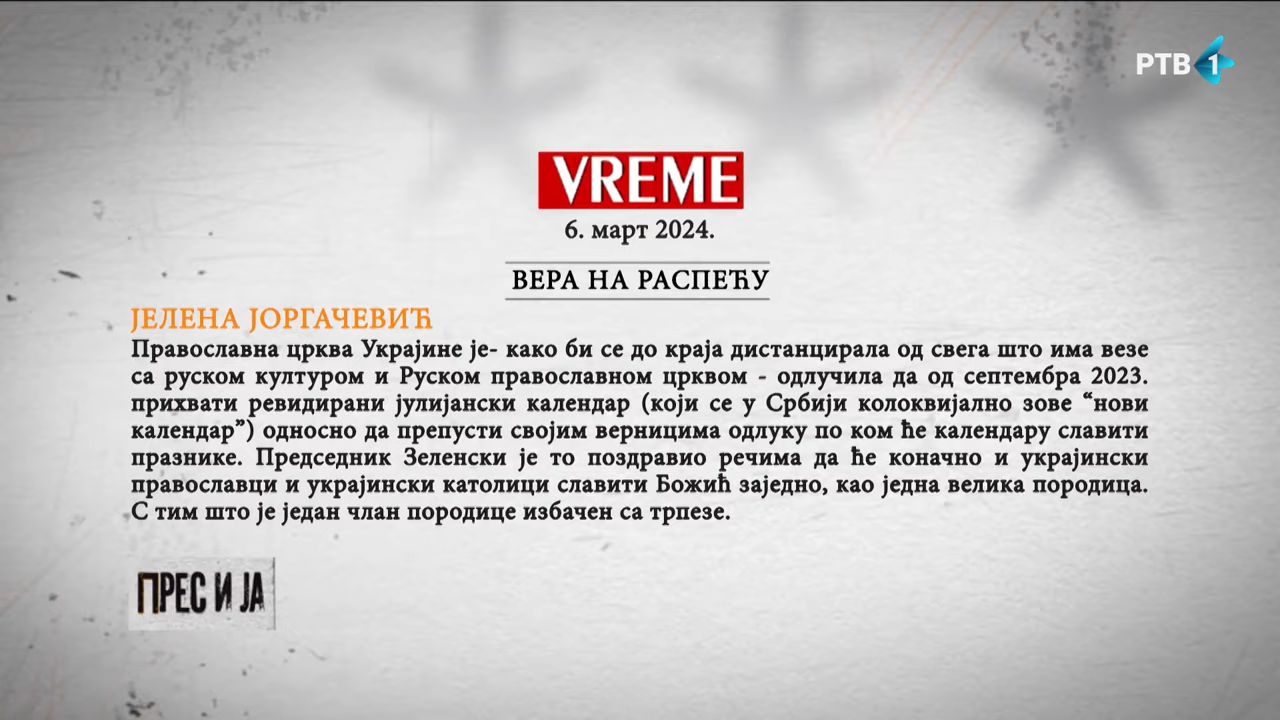 РТВ 1
VREME
6. март 2024.
ВЕРА НА РАСПЕЋУ
ЈЕЛЕНА ЈОРГАЧЕВИЋ
Православна црква Украјине је- како би се до краја дистанцирала од свега што има везе
са руском културом и Руском православном црквом - одлучила да од септембра 2023.
прихвати ревидирани јулијански календар (који се у Србији колоквијално зове “нови
календар”) односно да препусти својим верницима одлуку по ком ће календару славити
празнике. Председник Зеленски је то поздравио речима да ће коначно и украјински
православци и украјински католици славити Божић заједно, као једна велика породица.
С тим што је један члан породице избачен са трпезе.
ПРЕС И ЈА